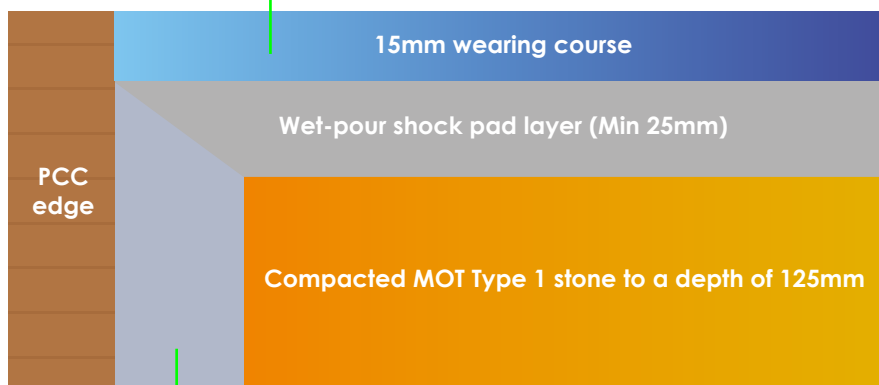 15mm wearing course
Wet-pour shock pad layer (Min 25mm)
PCC
edge
Compacted MOT Type 1 stone to a depth of 125mm